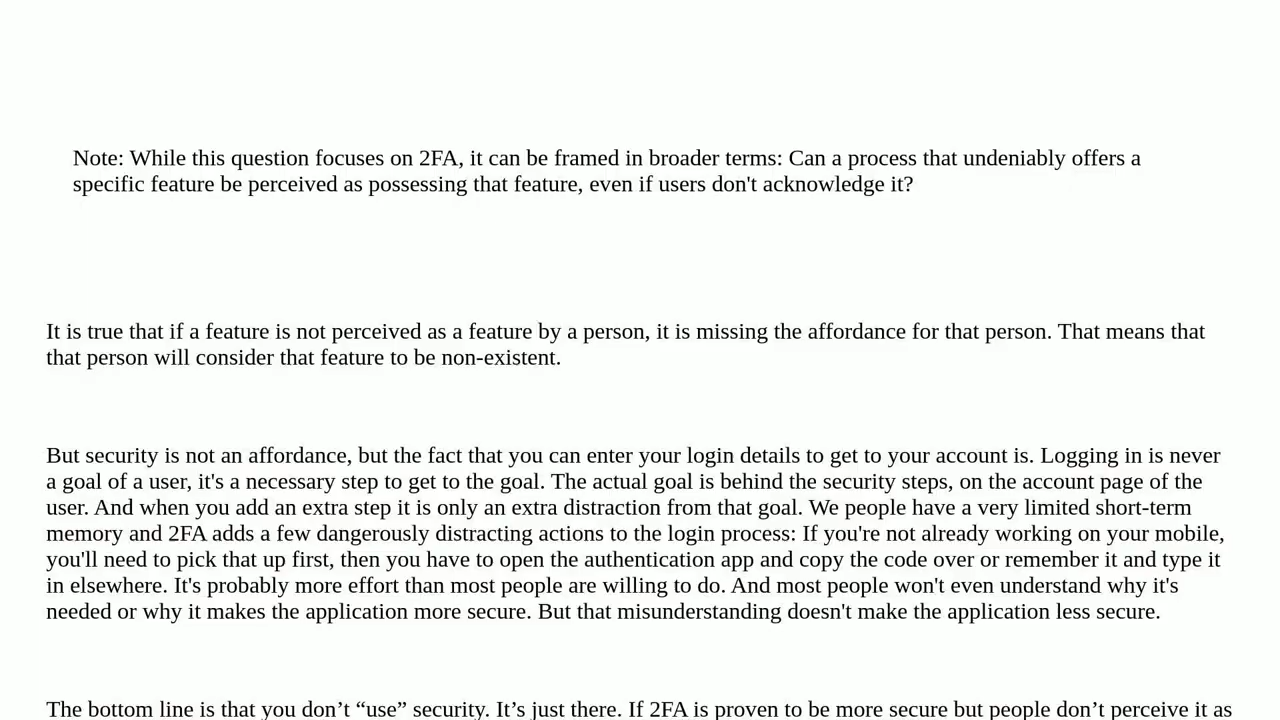 Note: While this question focuses on 2FA, it can be framed in broader terms: Can a process that undeniably offers a
specific feature be perceived as possessing that feature, even if users don't acknowledge it?
It is true that if a feature is not perceived as a feature by a person, it is missing the affordance for that person. That means that
that person will consider that feature to be non-existent.
But security is not an affordance, but the fact that you can enter your login details to get to your account is. Logging in is never
a goal of a user, it's a necessary step to get to the goal. The actual goal is behind the security steps, on the account page of the
user. And when you add an extra step it is only an extra distraction from that goal. We people have a very limited short-term
memory and 2FA adds a few dangerously distracting actions to the login process: If you're not already working on your mobile,
you'll need to pick that up first, then you have to open the authentication app and copy the code over or remember it and type it
in elsewhere. It's probably more effort than most people are willing to do. And most people won't even understand why it's
needed or why it makes the application more secure. But that misunderstanding doesn't make the application less secure.
The bottom line is that you don’t “use” security. It’s just there. If 2FA is proven to be more secure but people don’t perceive it as